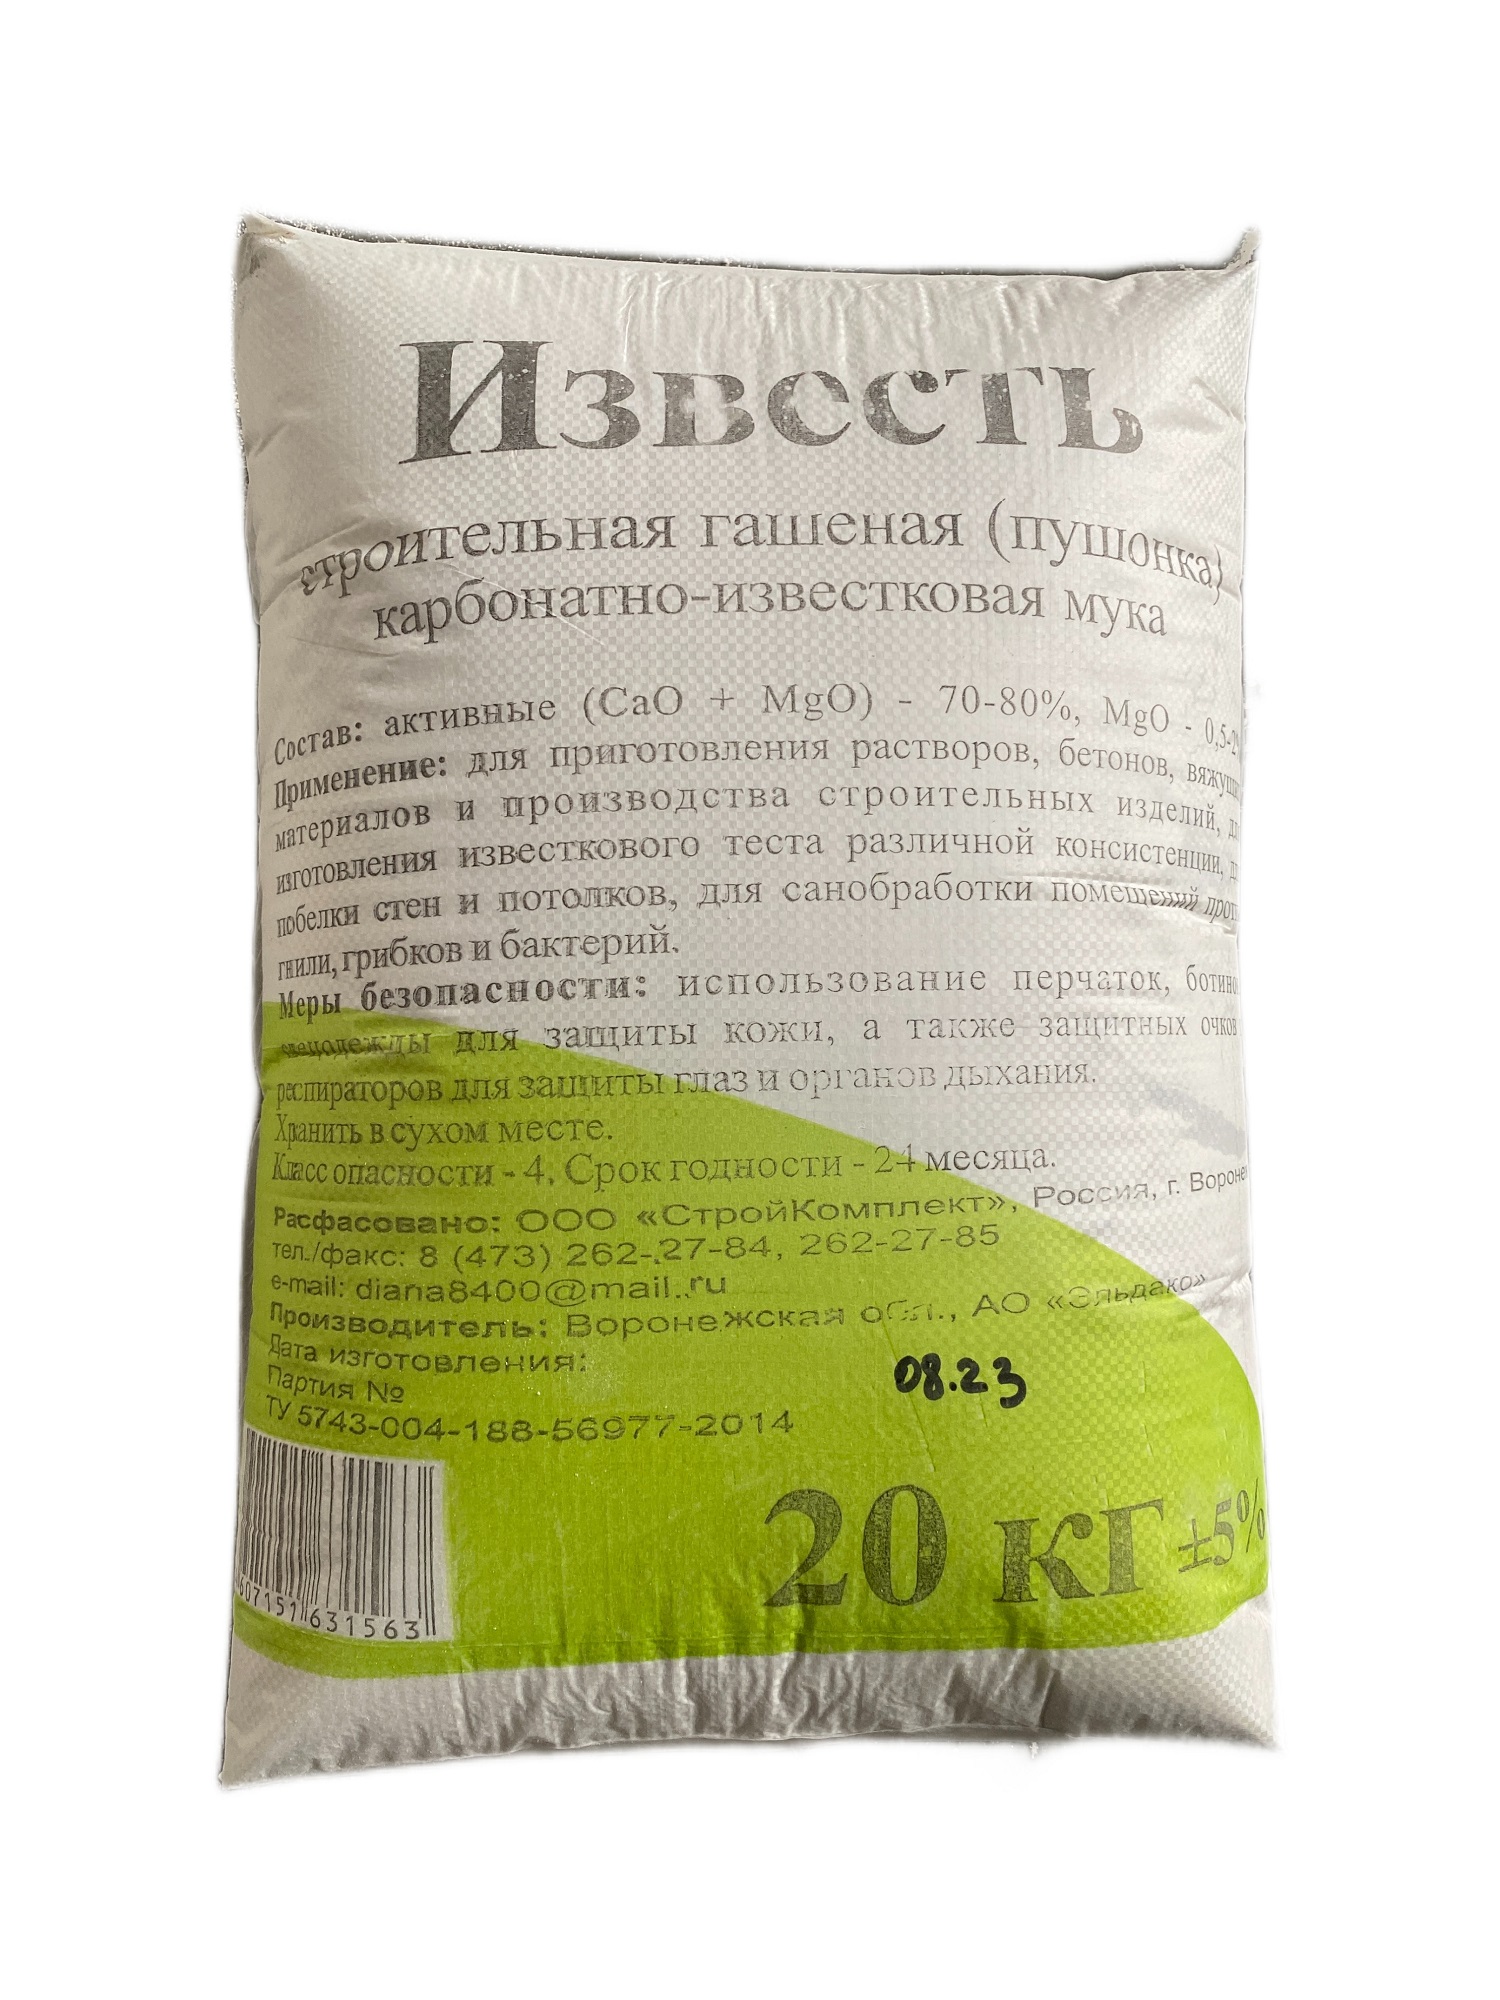 Известь
строительная гашеная (пушонка)
карбонатно-известковая мука
Состав: активные (CaO + MgO) - 70-80%, MgO - 0,5-2
Применение: для приготовления растворов, бетонов,
материалов и производства строительных изделий,
изготовления известкового теста различной консистенции,
побелки стен и потолков, для санобработки помещений
гнили, грибков и бактерий.
Меры безопасности: использование перчаток,
спецодежды для защиты кожи, а также защитных очков
респираторов для защиты глаз и органов дыхания.
Хранить в сухом месте.
Класс опасности - 4. Срок годности - 24 месяца.
Расфасовано: ООО «СтройКомплект», Россия, г.
тел./факс: 8 (473) 262-27-84, 262-27-85
e-mail: diana8400@mail.ru
Производитель: Воронежская обл., АО «Эльдако»
Дата изготовления:
08.23
Партия №
ТУ 5743-004-188-56977-2014
607151 631563
20 кг ±5%